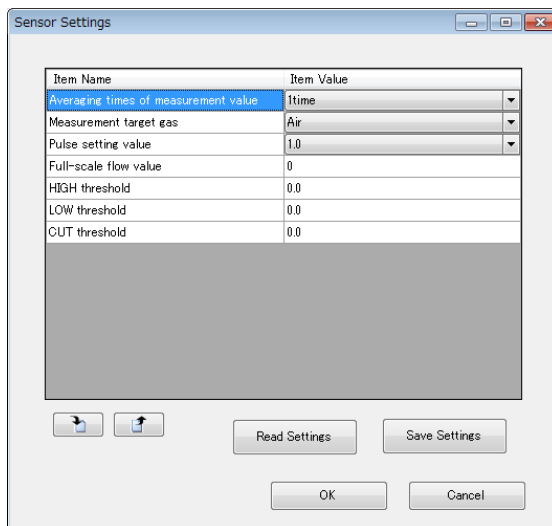 Sensor Settings
Item Name Item Value
Averaging times of measurement value 1time
Measurement target gas Air
Pulse setting value 1.0
Full-scale flow value 0
HIGH threshold 0.0
LOW threshold 0.0
CUT threshold 0.0
Read Settings Save Settings
OK Cancel